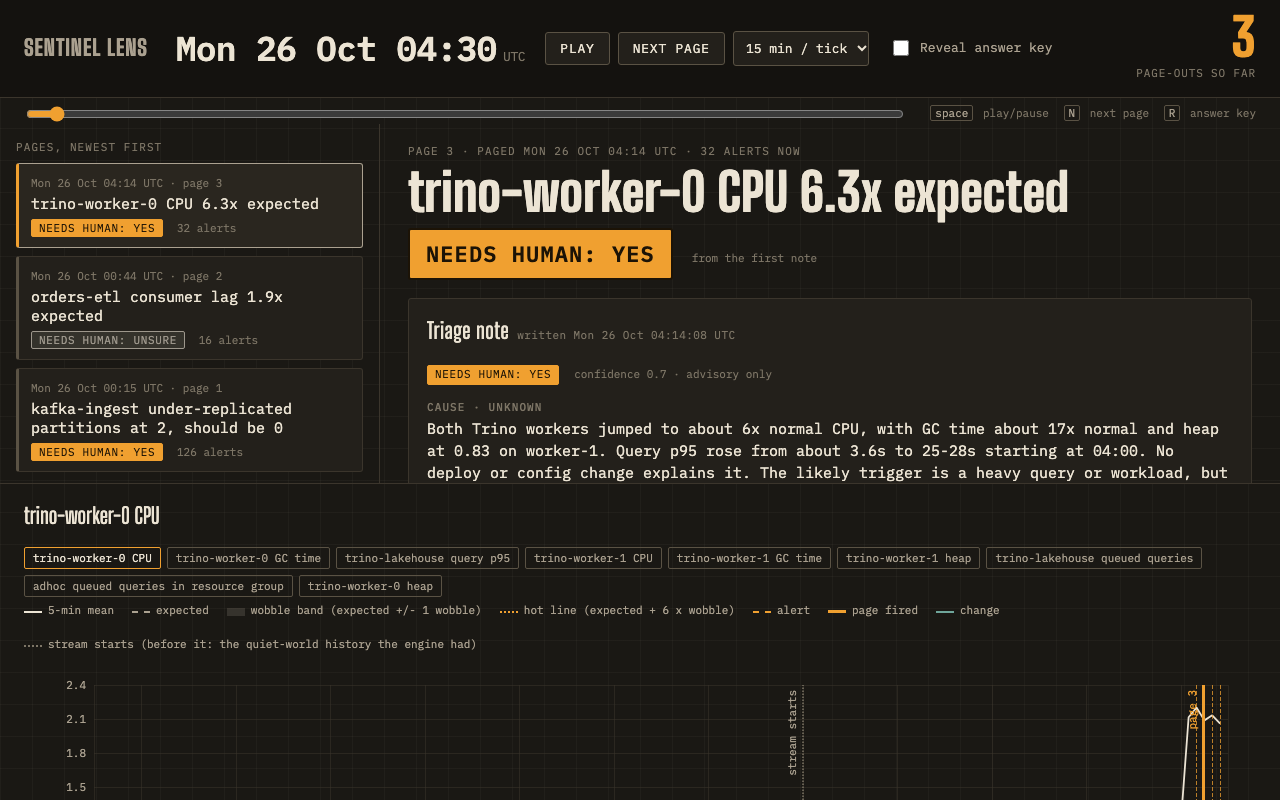 SENTINEL LENS
Mon 26 Oct 04:30 UTC
PLAY
NEXT PAGE
15 min / tick
Reveal answer key
3
PAGE-OUTS SO FAR
space play/pause N next page R answer key
PAGES, NEWEST FIRST
Mon 26 Oct 04:14 UTC · page 3
trino-worker-0 CPU 6.3x expected
NEEDS HUMAN: YES 32 alerts
Mon 26 Oct 00:44 UTC · page 2
orders-etl consumer lag 1.9x
expected
NEEDS HUMAN: UNSURE 16 alerts
Mon 26 Oct 00:15 UTC · page 1
kafka-ingest under-replicated
partitions at 2, should be 0
NEEDS HUMAN: YES 126 alerts
PAGE 3 · PAGED MON 26 OCT 04:14 UTC · 32 ALERTS NOW
trino-worker-0 CPU 6.3x expected
NEEDS HUMAN: YES from the first note
Triage note written Mon 26 Oct 04:14:08 UTC
NEEDS HUMAN: YES confidence 0.7 · advisory only
CAUSE · UNKNOWN
Both Trino workers jumped to about 6x normal CPU, with GC time about 17x normal and heap
at 0.83 on worker-1. Query p95 rose from about 3.6s to 25-28s starting at 04:00. No
deploy or config change explains it. The likely trigger is a heavy query or workload, but
trino-worker-0 CPU
trino-worker-0 CPU
trino-worker-0 GC time
trino-lakehouse query p95
trino-worker-1 CPU
trino-worker-1 GC time
trino-worker-1 heap
trino-lakehouse queued queries
adhoc queued queries in resource group
trino-worker-0 heap
5-min mean
expected
wobble band (expected +/- 1 wobble)
hot line (expected + 6 x wobble)
alert
page fired
change
stream starts (before it: the quiet-world history the engine had)
2.4
2.1
1.8
1.5
stream starts
page 3